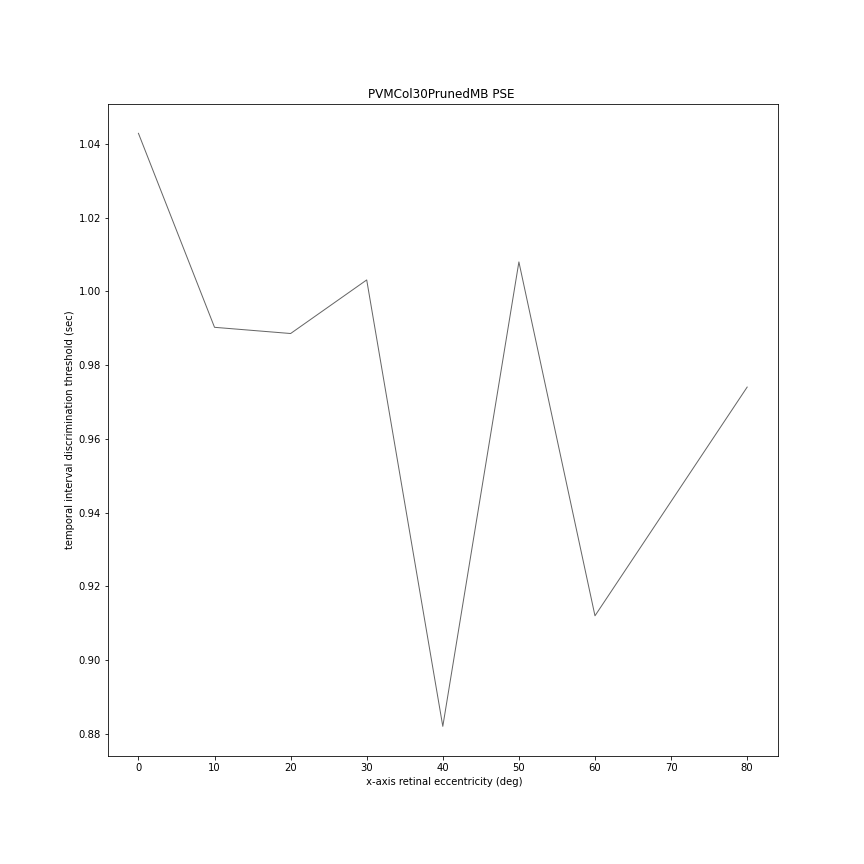 PVMCol30PrunedMB PSE
temporal interval discrimination threshold (sec)
1.04
1.02
1.00
0.98
0.96
0.94
0.92
0.90
0.88
0 10 20 30 40 50 60 70 80
x-axis retinal eccentricity (deg)